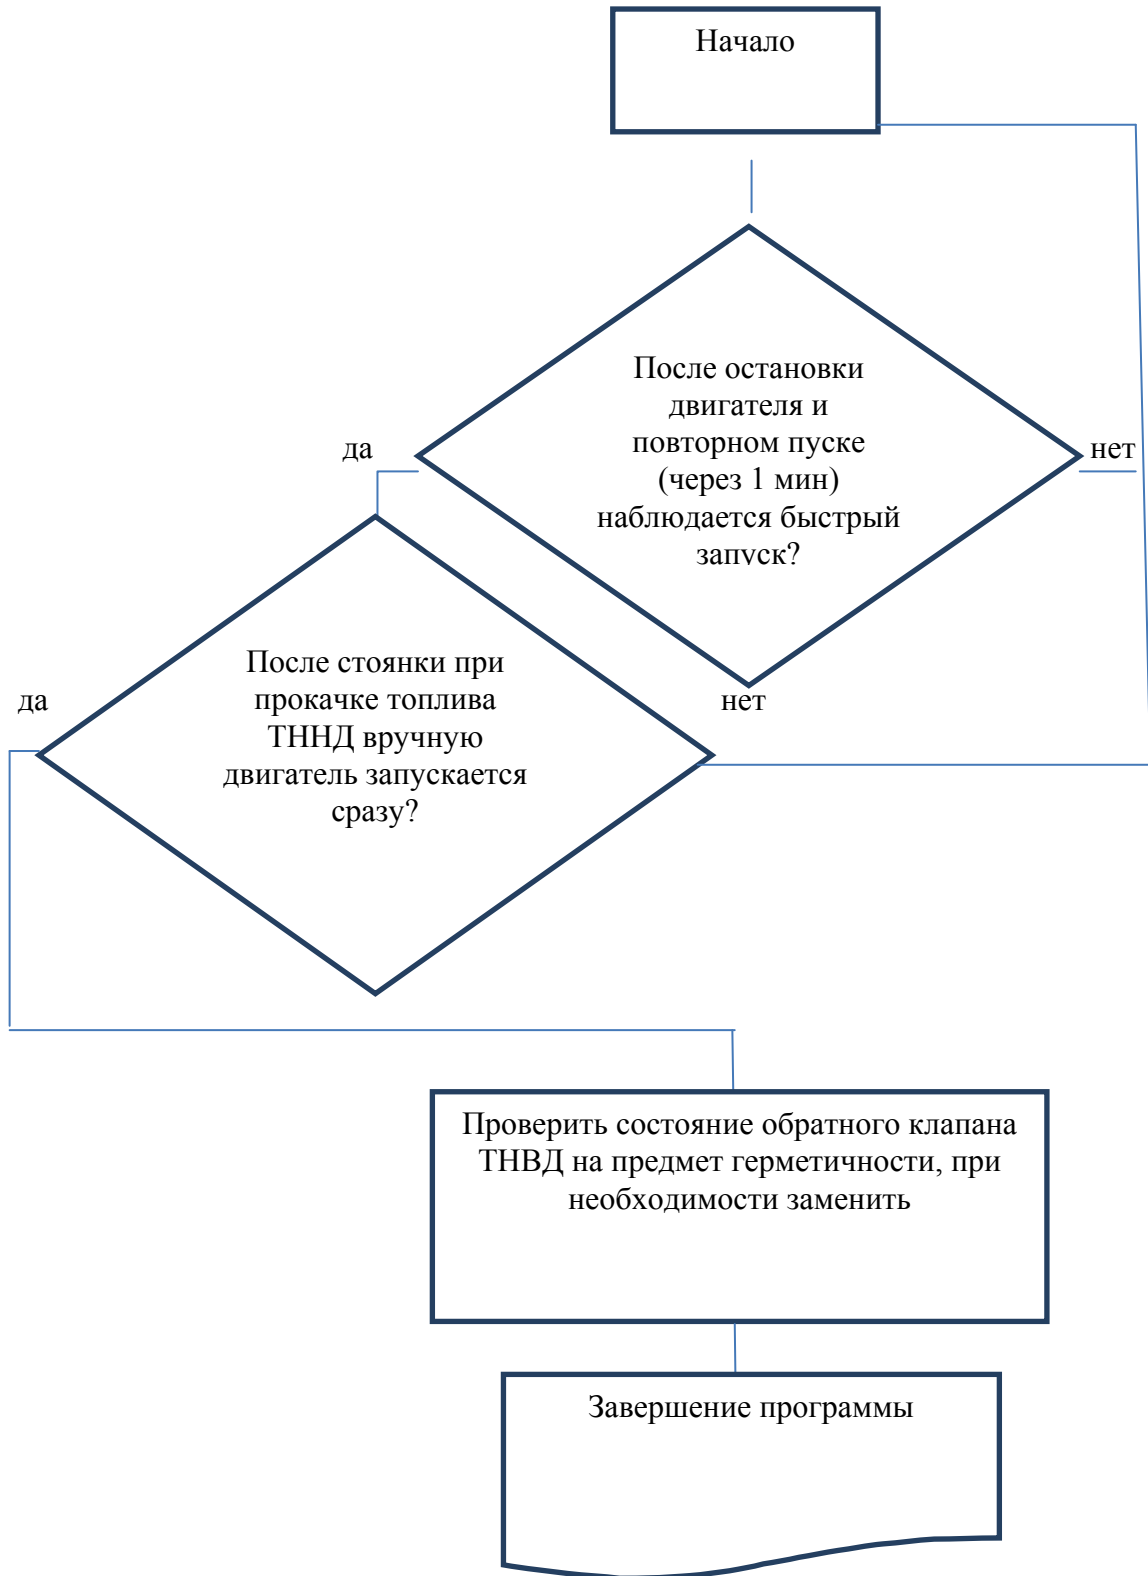 Начало
После остановки
двигателя и
повторном пуске
(через 1 мин)
наблюдается быстрый
запуск?
да
нет
После стоянки при
прокачке топлива
ТННД вручную
двигатель запускается
сразу?
да
нет
Проверить состояние обратного клапана
ТНВД на предмет герметичности, при
необходимости заменить
Завершение программы